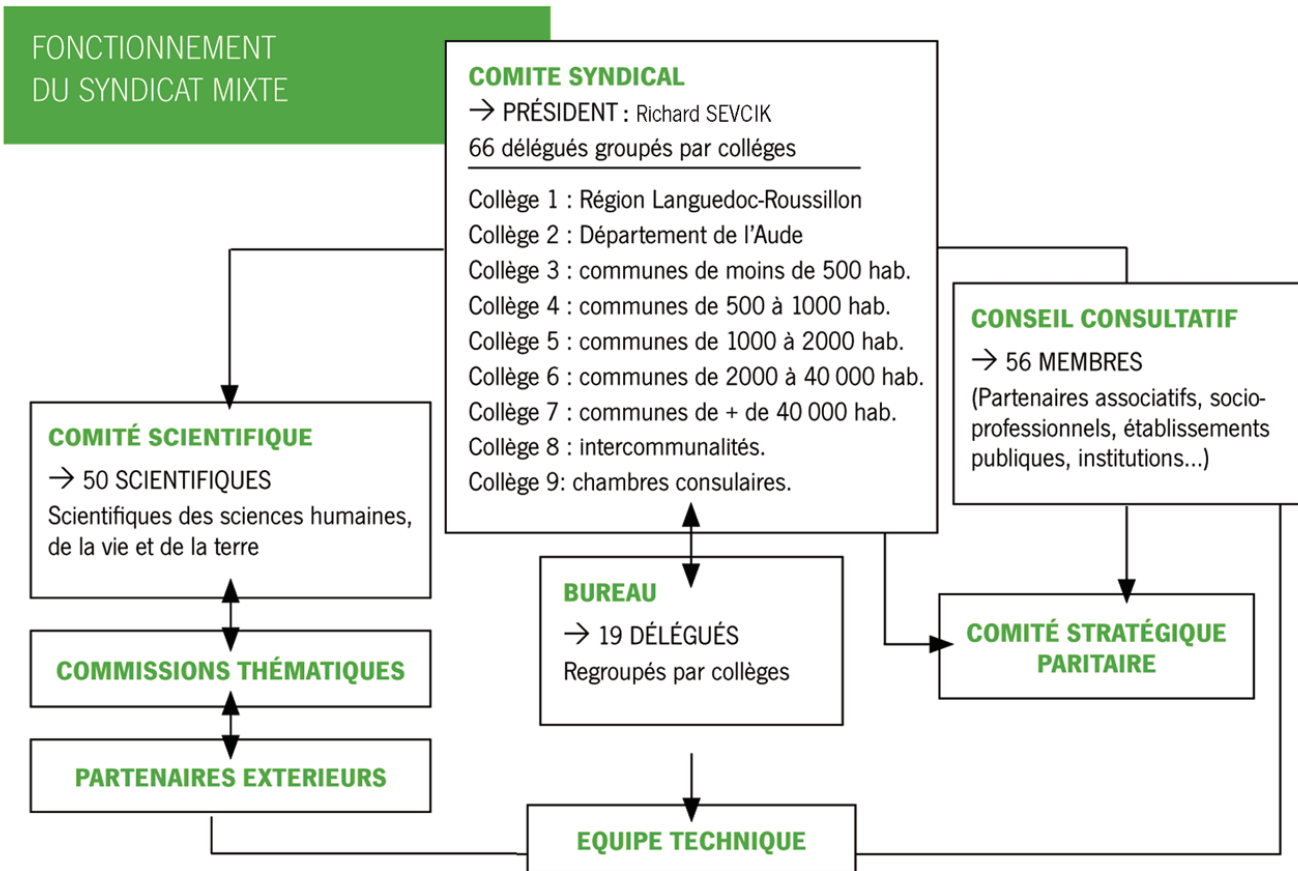 FONCTIONNEMENT
DU SYNDICAT MIXTE
COMITE SYNDICAL
→ PRÉSIDENT : Richard SEVCIK
66 délégués groupés par colléges
Collège 1 : Région Languedoc-Roussillon
Collège 2 : Département de l'Aude
Collège 3 : communes de moins de 500 hab.
Collège 4 : communes de 500 à 1000 hab.
Collège 5 : communes de 1000 à 2000 hab.
Collège 6 : communes de 2000 à 40 000 hab.
Collège 7 : communes de + de 40 000 hab.
Collège 8 : intercommunalités.
Collège 9: chambres consulaires.
CONSEIL CONSULTATIF
→ 56 MEMBRES
(Partenaires associatifs, socio-
professionnels, établissements
publiques, institutions...)
COMITÉ SCIENTIFIQUE
→ 50 SCIENTIFIQUES
Scientifiques des sciences humaines,
de la vie et de la terre
BUREAU
→ 19 DÉLÉGUÉS
Regroupés par collèges
COMITÉ STRATÉGIQUE
PARITAIRE
COMMISSIONS THÉMATIQUES
PARTENAIRES EXTERIEURS
EQUIPE TECHNIQUE